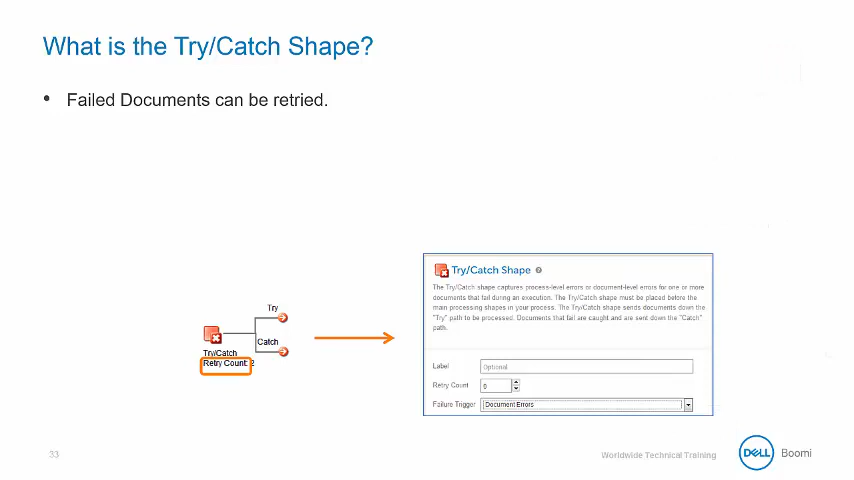 What is the Try/Catch Shape?
• Failed Documents can be retried.
Try
Catch
Try/Catch
Retry Count: 2
Try/Catch Shape
The Try/Catch shape captures process-level errors or document-level errors for one or more
documents that fail during an execution. The Try/Catch shape must be placed before the
main processing shapes in your process. The Try/Catch shape sends documents down the
"Try" path to be processed. Documents that fail are caught and are sent down the "Catch"
path.
Label Optional
Retry Count 0
Failure Trigger Document Errors
33
Worldwide Technical Training
DELL Boomi